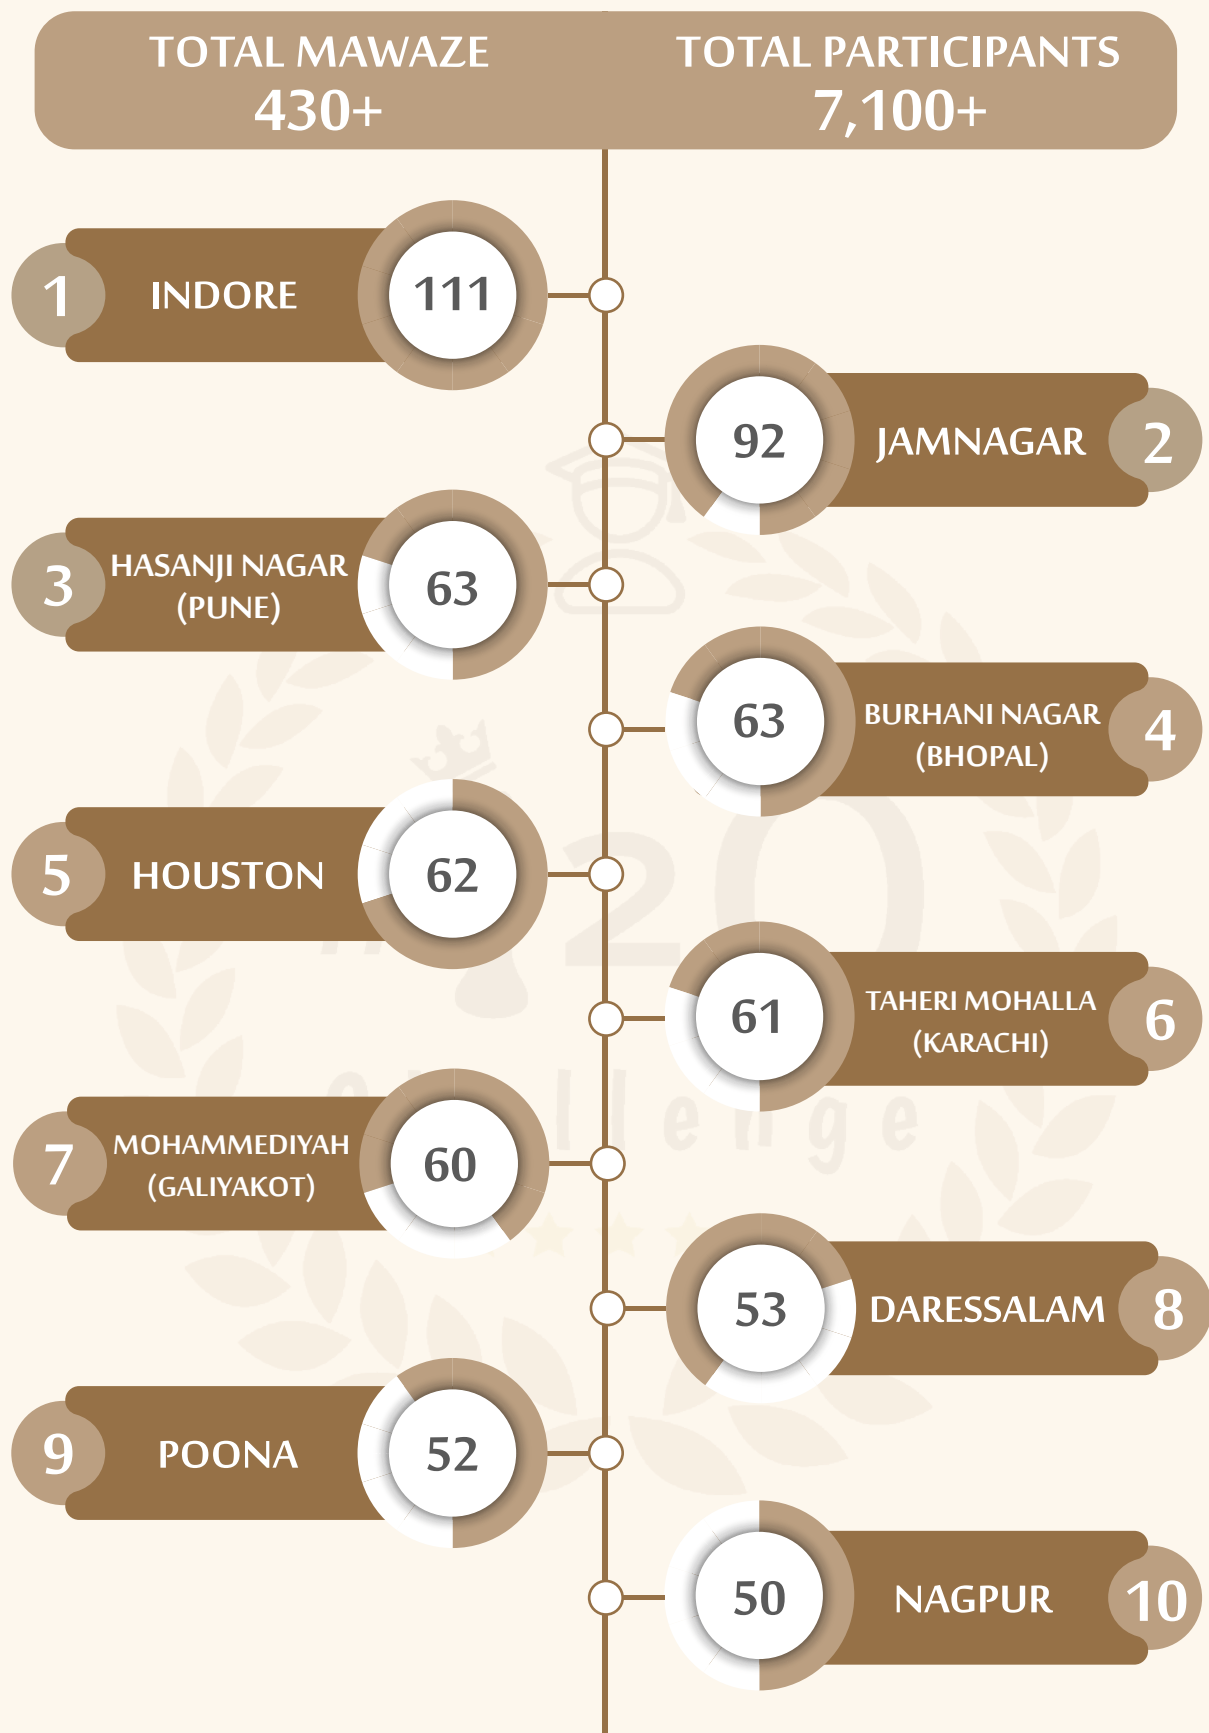 TOTAL MAWAZE
430+
TOTAL PARTICIPANTS
7,100+
1
INDORE
111
92
JAMNAGAR
2
3
HASANJI NAGAR
(PUNE)
63
63
BURHANI NAGAR
(BHOPAL)
4
5
HOUSTON
62
61
TAHERI MOHALLA
(KARACHI)
6
7
MOHAMMEDIYAH
(GALIYAKOT)
60
53
DARESSALAM
8
9
POONA
52
50
NAGPUR
10